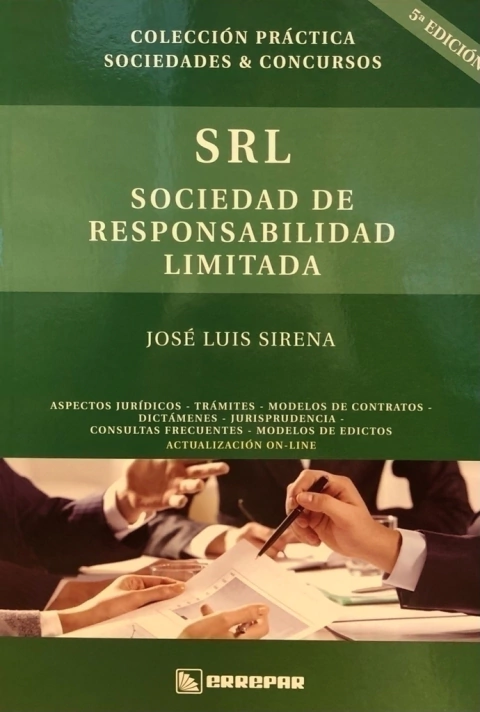 COLECCIÓN PRÁCTICA
SOCIEDADES & CONCURSOS
5ª EDICIÓN
SRL
SOCIEDAD DE
RESPONSABILIDAD
LIMITADA
JOSÉ LUIS SIRENA
ASPECTOS JURÍDICOS - TRÁMITES - MODELOS DE CONTRATOS -
DICTÁMENES - JURISPRUDENCIA -
CONSULTAS FRECUENTES - MODELOS DE EDICTOS
ACTUALIZACIÓN ON-LINE
ERREPAR